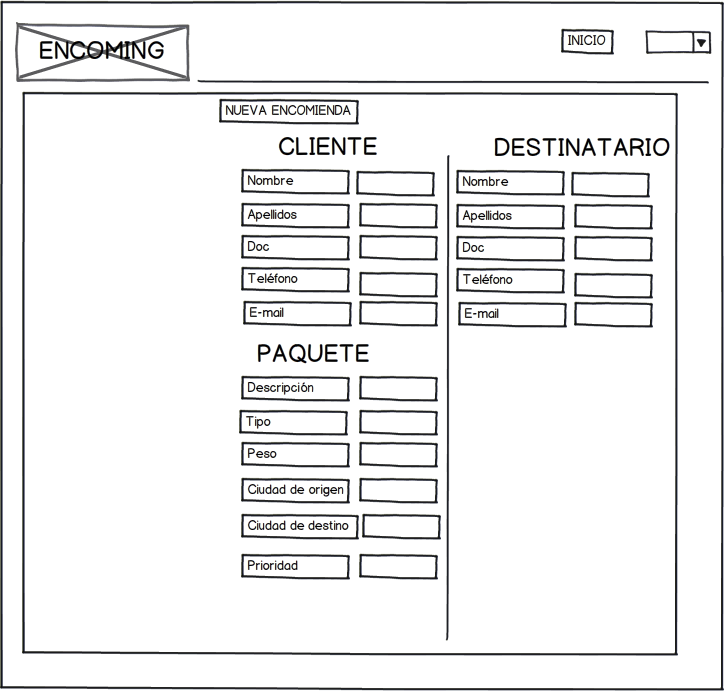 ENCOMING
INICIO
NUEVA ENCOMIENDA
CLIENTE
Nombre
Apellidos
Doc
Teléfono
E-mail
PAQUETE
Descripción
Tipo
Peso
Ciudad de origen
Ciudad de destino
Prioridad
DESTINATARIO
Nombre
Apellidos
Doc
Teléfono
E-mail